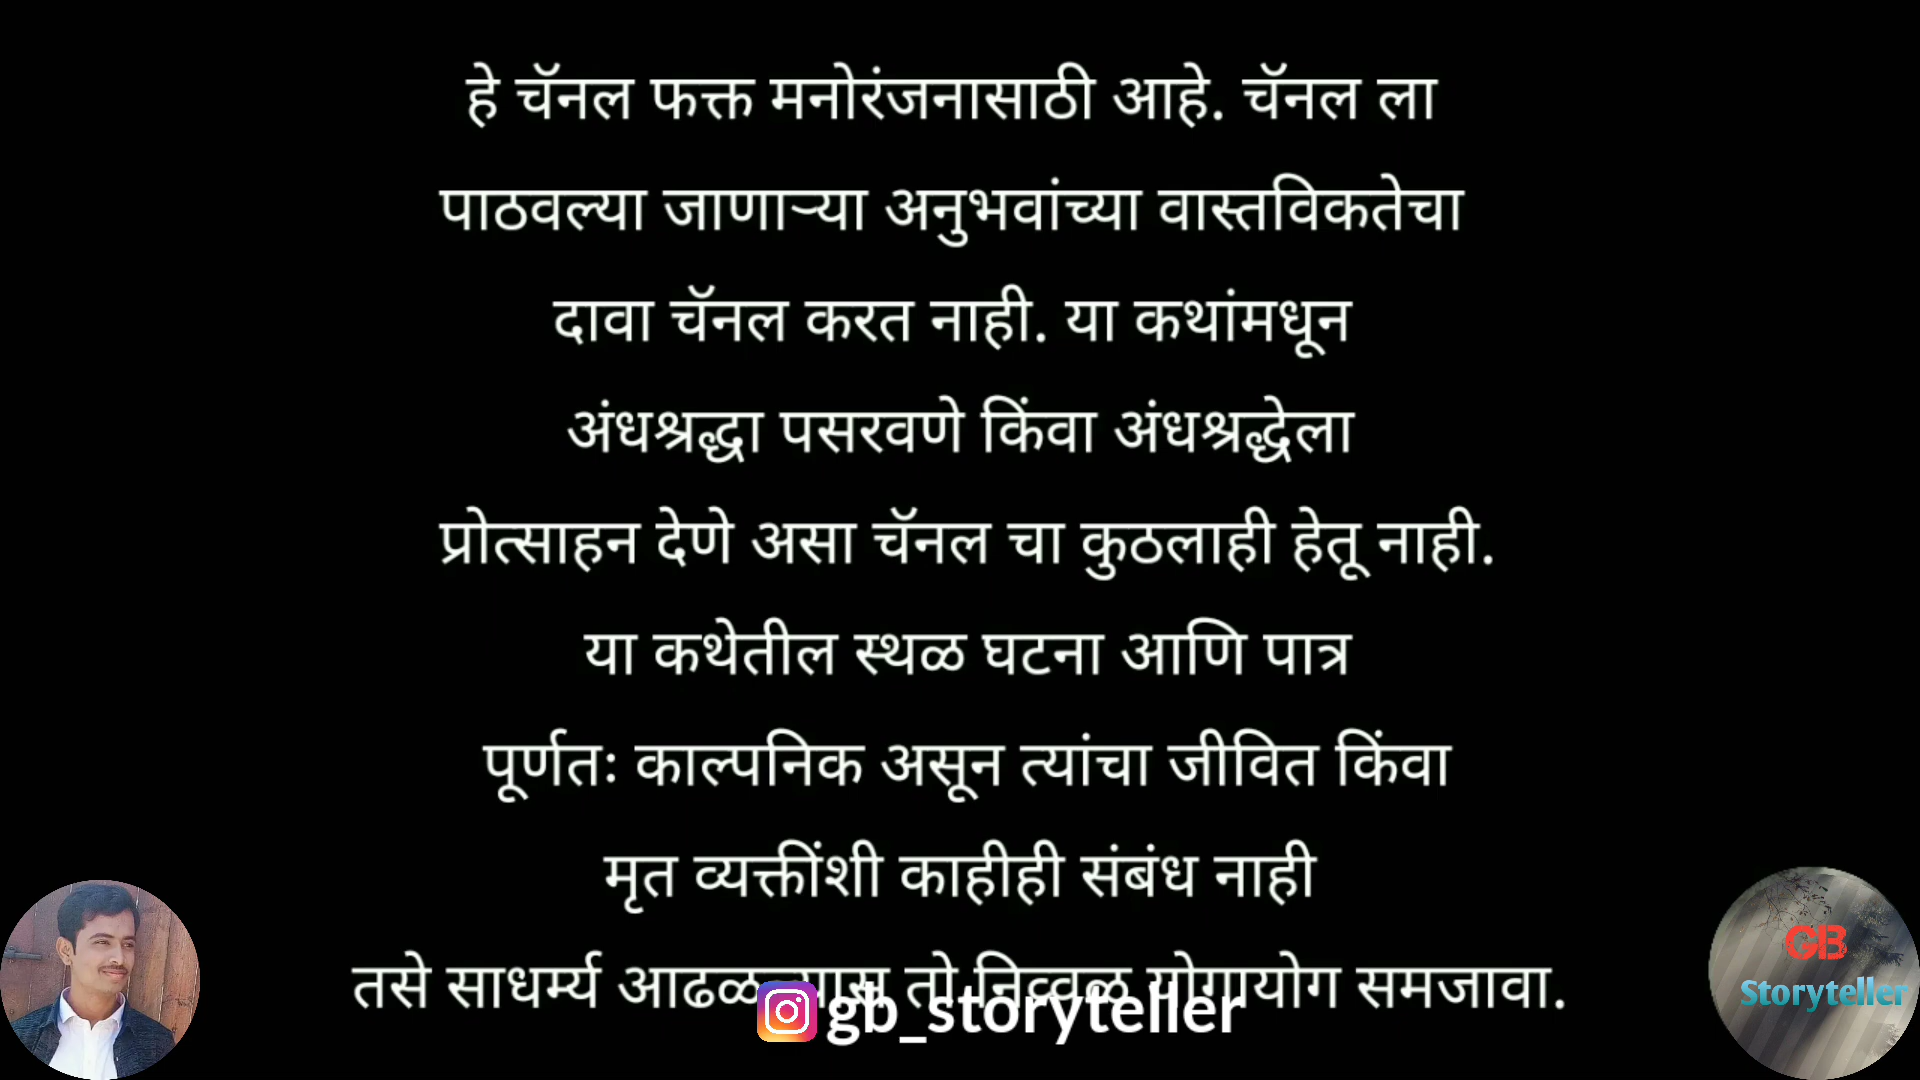 हे चॅनल फक्त मनोरंजनासाठी आहे. चॅनल ला
पाठवल्या जाणाऱ्या अनुभवांच्या वास्तविकतेचा
दावा चॅनल करत नाही. या कथांमधून
अंधश्रद्धा पसरवणे किंवा अंधश्रद्धेला
प्रोत्साहन देणे असा चॅनल चा कुठलाही हेतू नाही.
या कथेतील स्थळ घटना आणि पात्र
पूर्णतः काल्पनिक असून त्यांचा जीवित किंवा
मृत व्यक्तींशी काहीही संबंध नाही
तसे साधर्म्य आढळल्यास तो निव्वळ योगायोग समजावा.
gb_storyteller
GB
Storyteller